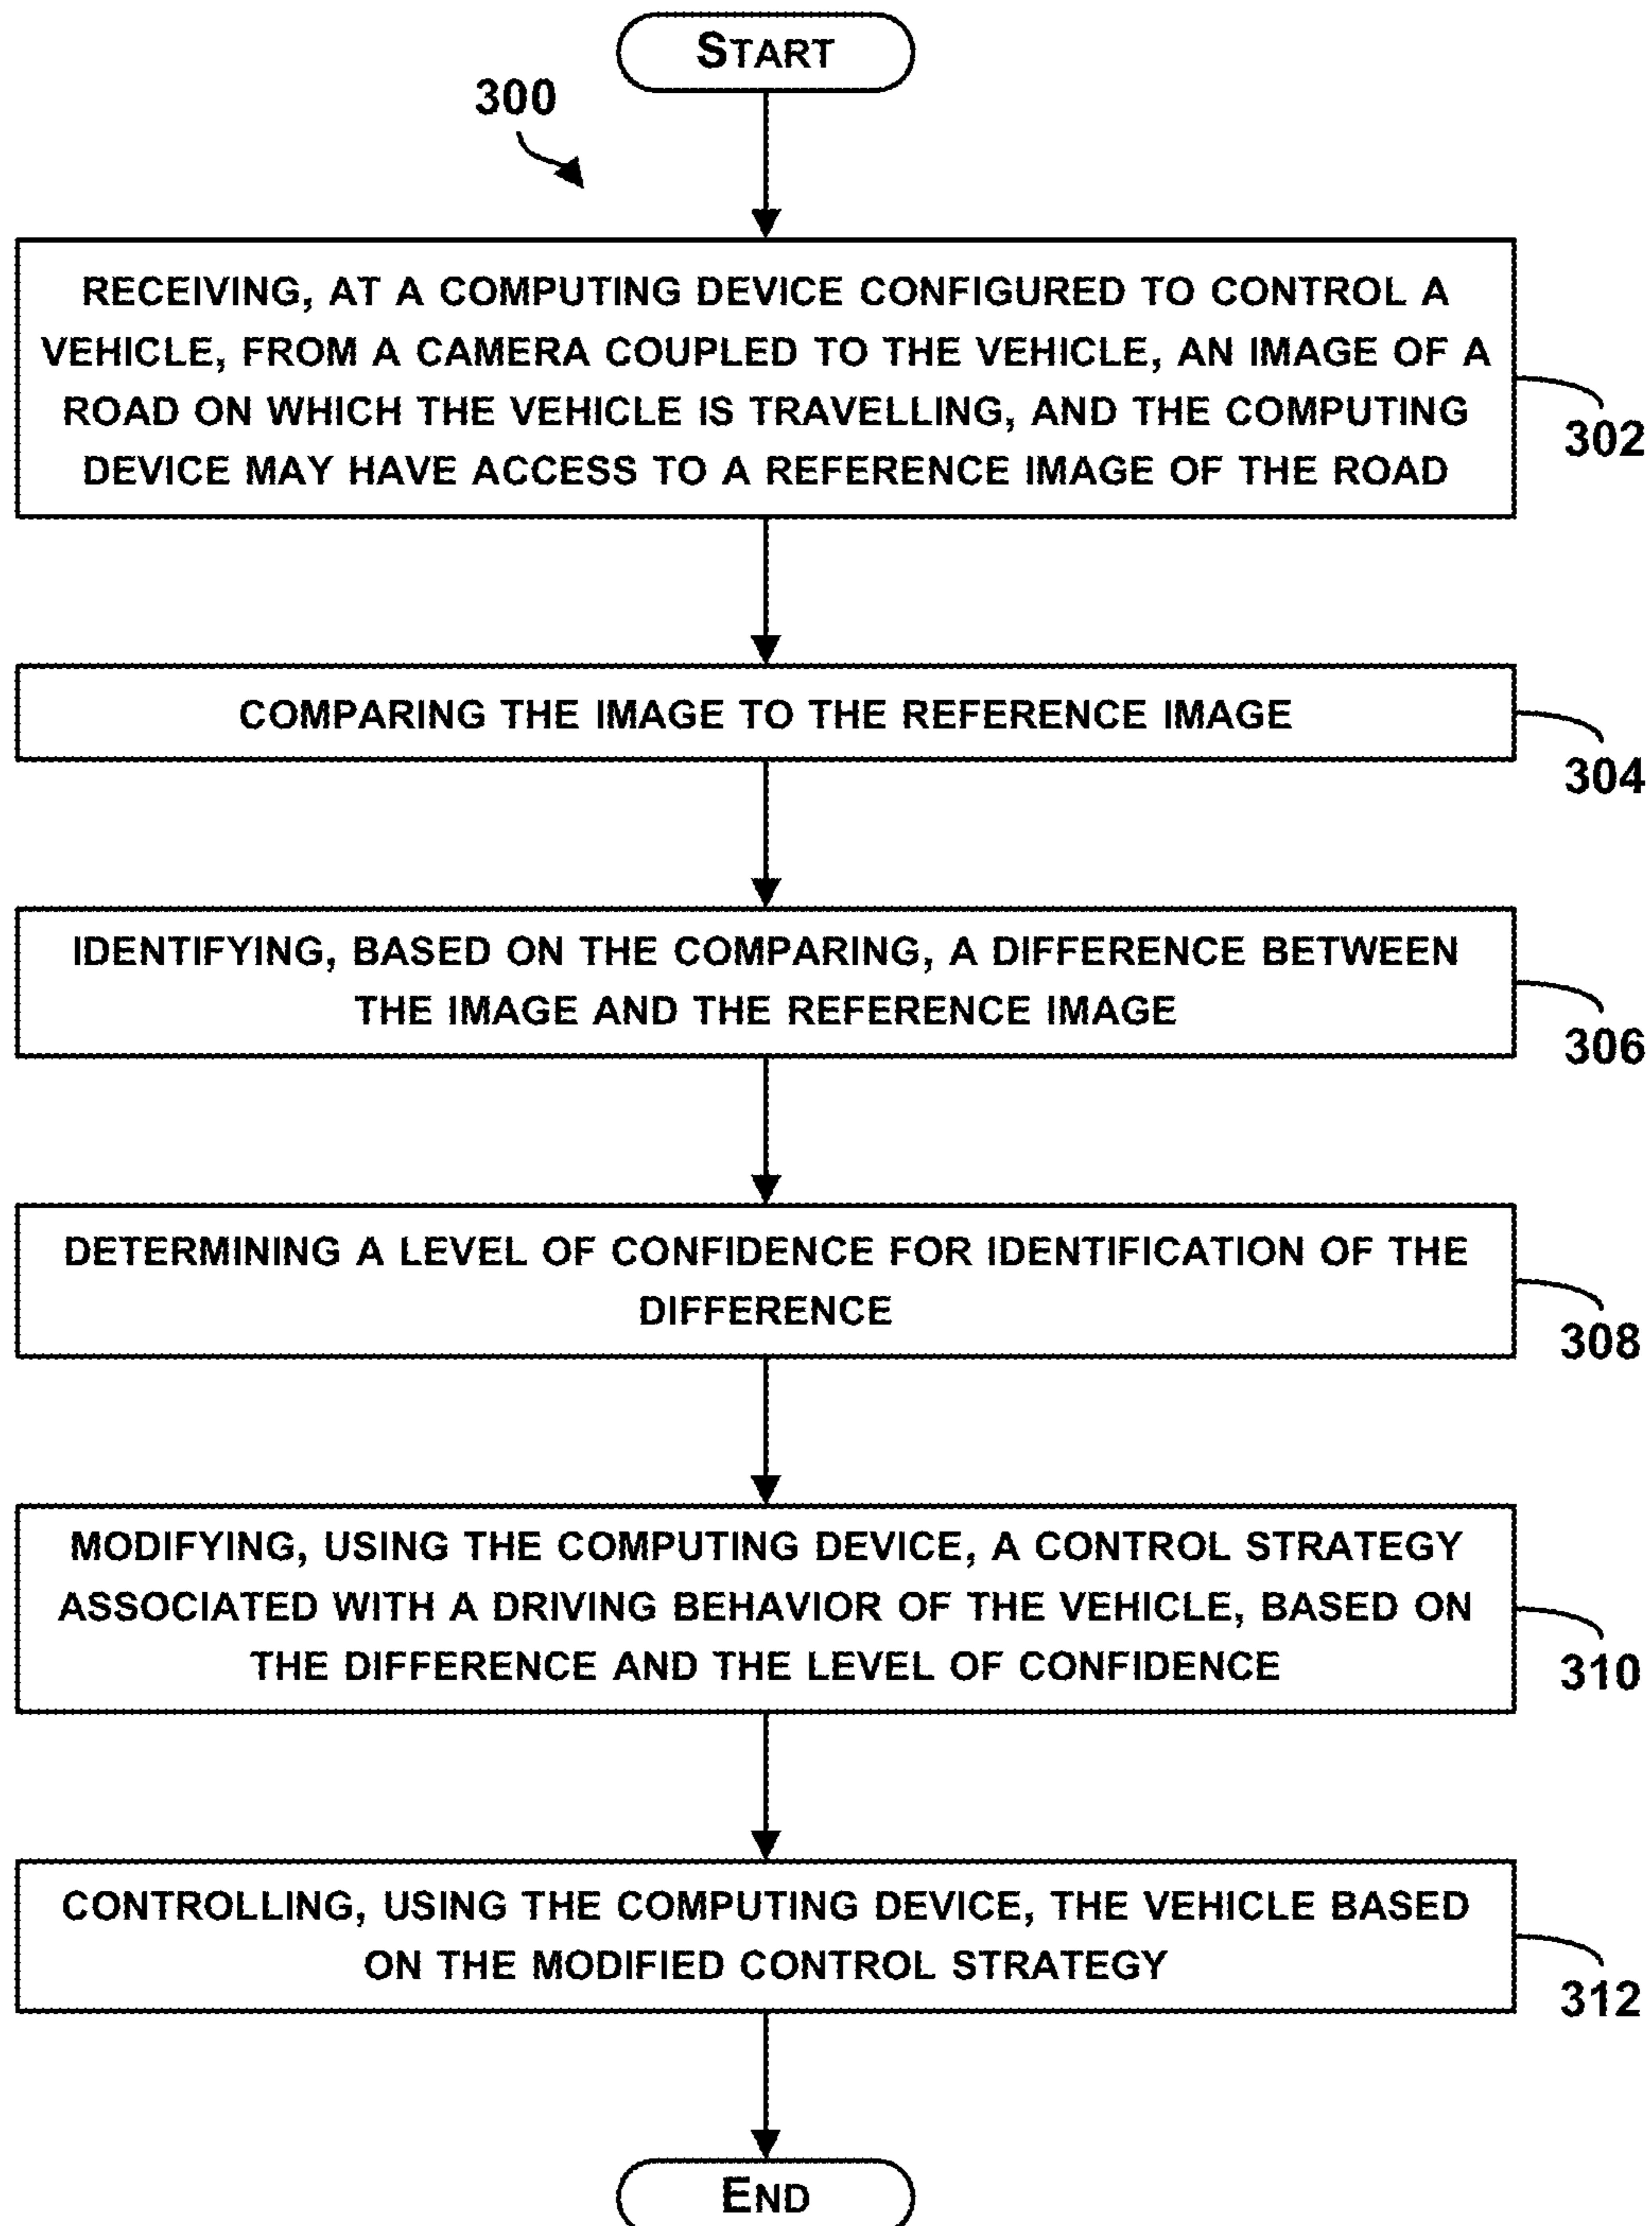 START
300
RECEIVING, AT A COMPUTING DEVICE CONFIGURED TO CONTROL A
VEHICLE, FROM A CAMERA COUPLED TO THE VEHICLE, AN IMAGE OF A
ROAD ON WHICH THE VEHICLE IS TRAVELLING, AND THE COMPUTING
DEVICE MAY HAVE ACCESS TO A REFERENCE IMAGE OF THE ROAD
302
COMPARING THE IMAGE TO THE REFERENCE IMAGE
304
IDENTIFYING, BASED ON THE COMPARING, A DIFFERENCE BETWEEN
THE IMAGE AND THE REFERENCE IMAGE
306
DETERMINING A LEVEL OF CONFIDENCE FOR IDENTIFICATION OF THE
DIFFERENCE
308
MODIFYING, USING THE COMPUTING DEVICE, A CONTROL STRATEGY
ASSOCIATED WITH A DRIVING BEHAVIOR OF THE VEHICLE, BASED ON
THE DIFFERENCE AND THE LEVEL OF CONFIDENCE
310
CONTROLLING, USING THE COMPUTING DEVICE, THE VEHICLE BASED
ON THE MODIFIED CONTROL STRATEGY
312
END